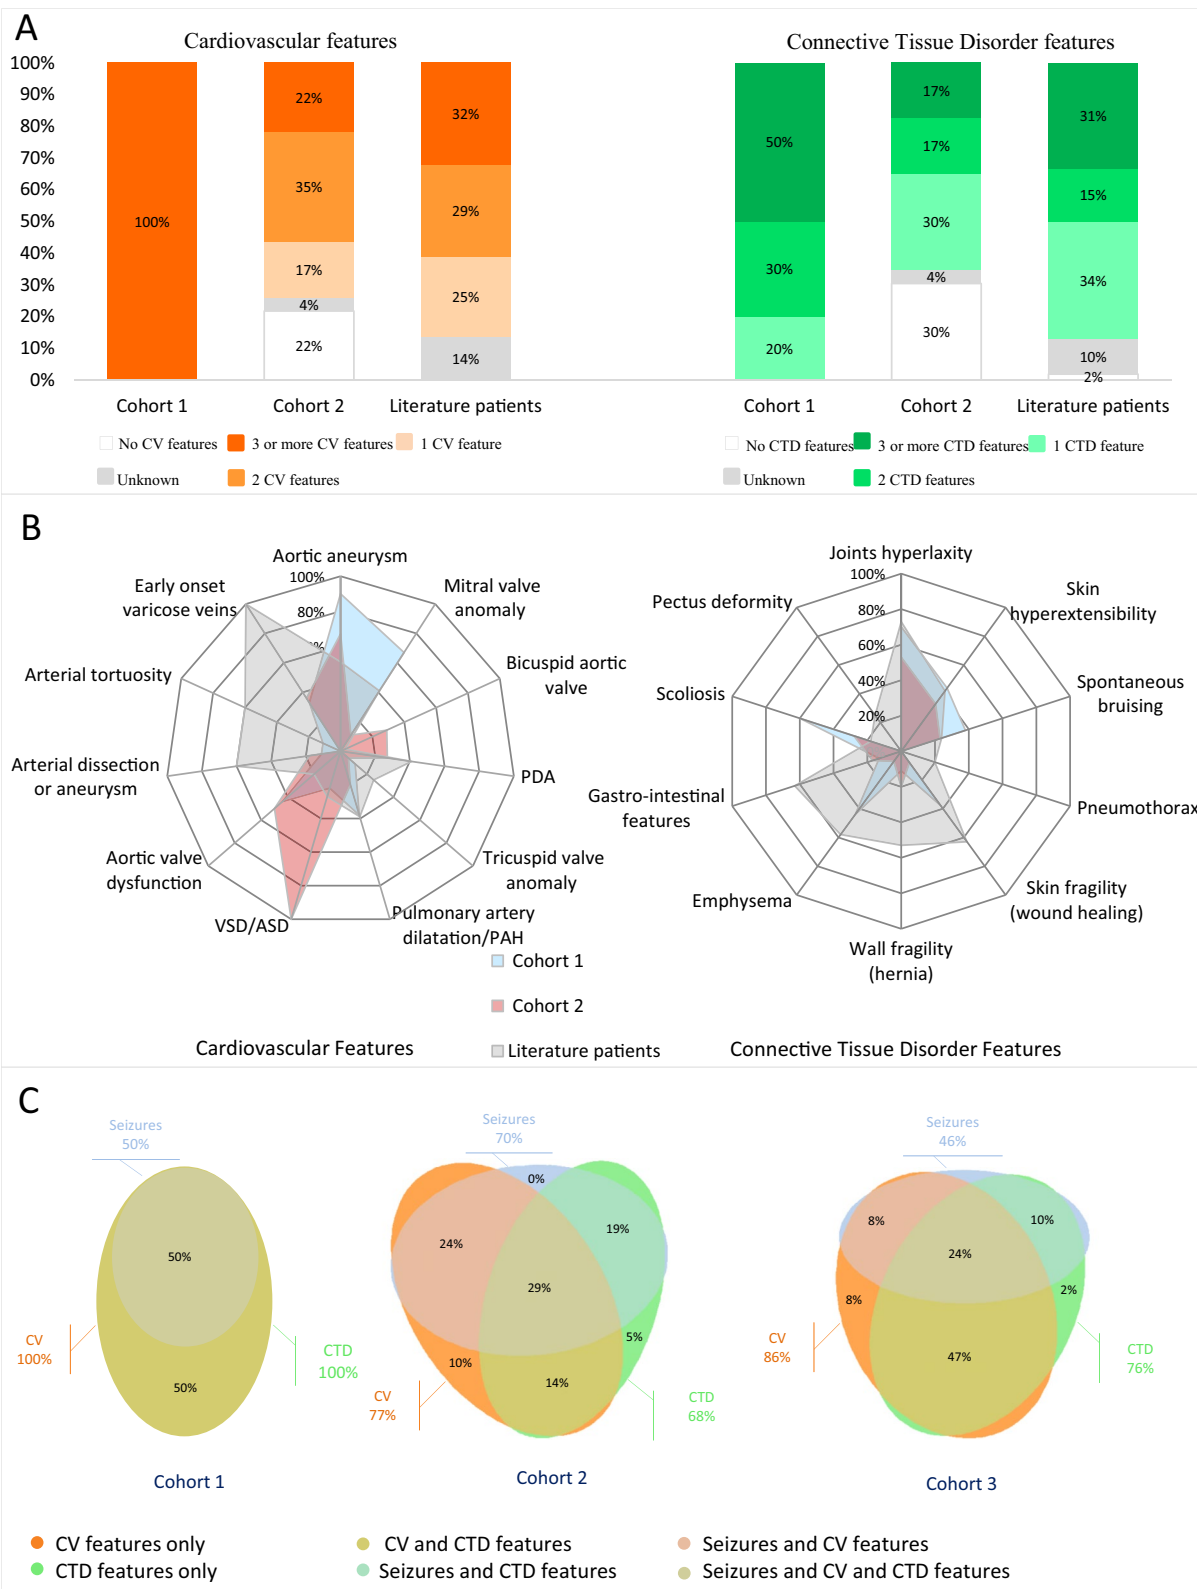 A
Cardiovascular features
Connective Tissue Disorder features
100%
90%
80%
70%
60%
50%
40%
30%
20%
10%
0%
100%
22%
35%
17%
4%
22%
32%
29%
25%
14%
50%
30%
20%
17%
17%
30%
4%
30%
31%
15%
34%
10%
2%
Cohort 1
Cohort 2
Literature patients
Cohort 1
Cohort 2
Literature patients
No CV features
3 or more CV features
1 CV feature
Unknown
2 CV features
No CTD features
3 or more CTD features
1 CTD feature
Unknown
2 CTD features
B
Aortic aneurysm
Mitral valve
anomaly
Bicuspid aortic
valve
PDA
Tricuspid valve
anomaly
Pulmonary artery
dilatation/PAH
VSD/ASD
Aortic valve
dysfunction
Arterial dissection
or aneurysm
Arterial tortuosity
Early onset
varicose veins
100%
80%
Joints hyperlaxity
Skin
hyperextensibility
Spontaneous
bruising
Pneumothorax
Skin fragility
(wound healing)
Wall fragility
(hernia)
Emphysema
Gastro-intestinal
features
Scoliosis
Pectus deformity
100%
80%
60%
40%
20%
Cohort 1
Cohort 2
Literature patients
Cardiovascular Features
Connective Tissue Disorder Features
C
Seizures
50%
50%
50%
CV
100%
CTD
100%
Cohort 1
Seizures
70%
0%
24%
19%
29%
5%
10%
14%
CV
77%
CTD
68%
Cohort 2
Seizures
46%
8%
10%
24%
8%
2%
47%
CV
86%
CTD
76%
Cohort 3
CV features only
CV and CTD features
Seizures and CV features
CTD features only
Seizures and CTD features
Seizures and CV and CTD features